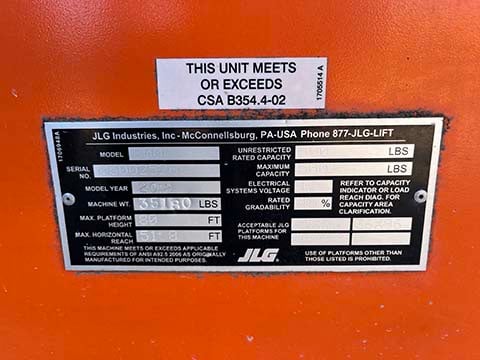 THIS UNIT MEETS
OR EXCEEDS
CSA B354.4-02
1705514 A
1706948A
JLG Industries, Inc - McConnellsburg, PA-USA Phone 877-JLG-LIFT
MODEL
SERIAL NO.
MODEL YEAR
MACHINE WT. 35180 LBS
MAX. PLATFORM HEIGHT 80 FT
MAX. HORIZONTAL REACH FT
THIS MACHINE MEETS OR EXCEEDS APPLICABLE
REQUIREMENTS OF ANSI A92.5 2006 AS ORIGINALLY
MANUFACTURED FOR INTENDED PURPOSES.
UNRESTRICTED RATED CAPACITY LBS
MAXIMUM CAPACITY LBS
ELECTRICAL SYSTEMS VOLTAGE
RATED GRADABILITY %
REFER TO CAPACITY
INDICATOR OR LOAD
REACH DIAG. FOR
CAPACITY AREA
CLARIFICATION.
ACCEPTABLE JLG
PLATFORMS FOR
THIS MACHINE
JLG
USE OF PLATFORMS OTHER THAN
THOSE LISTED IS PROHIBITED.